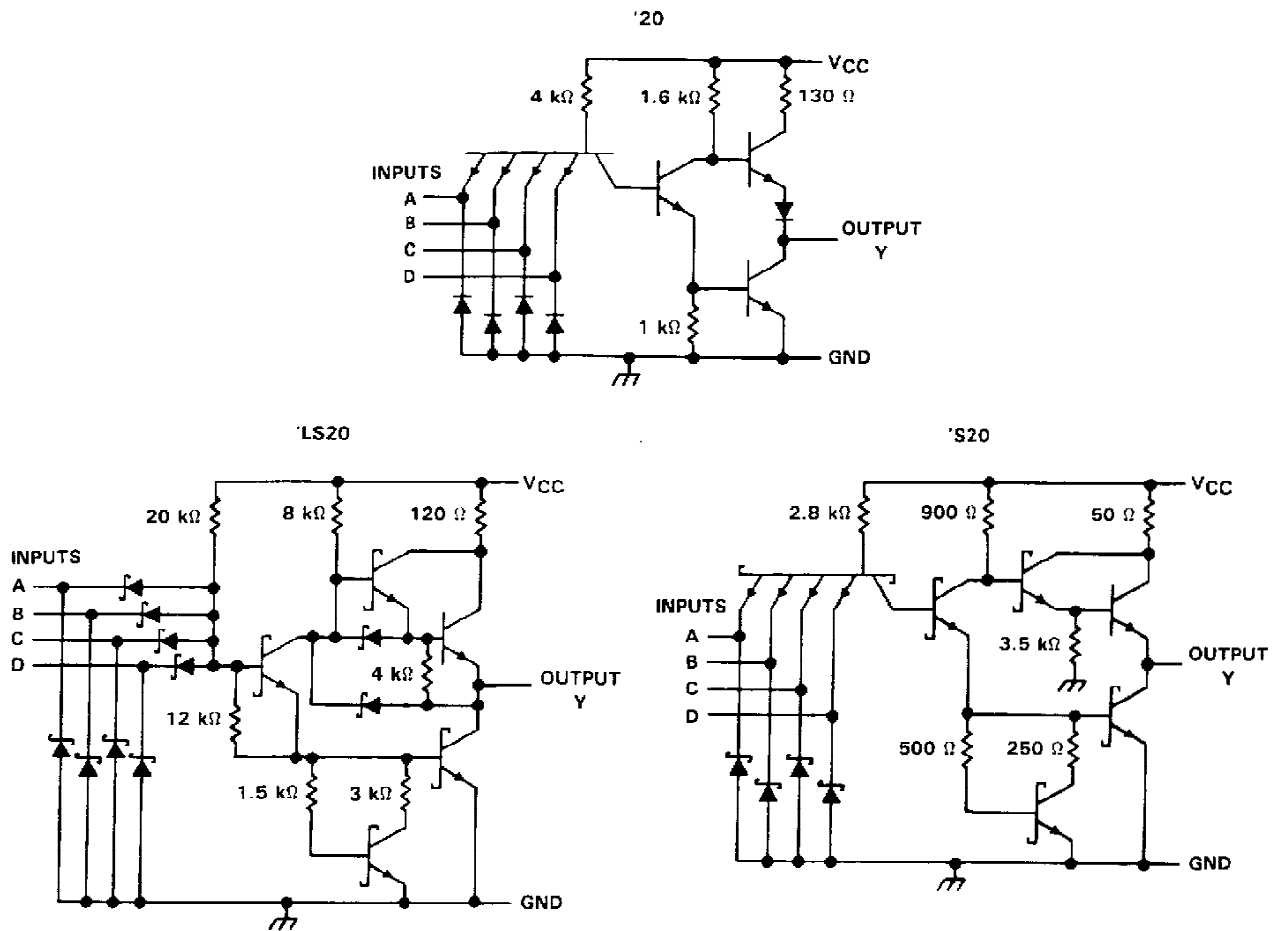 '20
VCC
4 kΩ
1.6 kΩ
130 Ω
INPUTS
A
B
C
D
OUTPUT
Y
1 kΩ
GND
'LS20
VCC
20 kΩ
8 kΩ
120 Ω
INPUTS
A
B
C
D
4 kΩ
OUTPUT
Y
12 kΩ
1.5 kΩ
3 kΩ
GND
'S20
VCC
2.8 kΩ
900 Ω
50 Ω
INPUTS
A
B
C
D
3.5 kΩ
OUTPUT
Y
500 Ω
250 Ω
GND